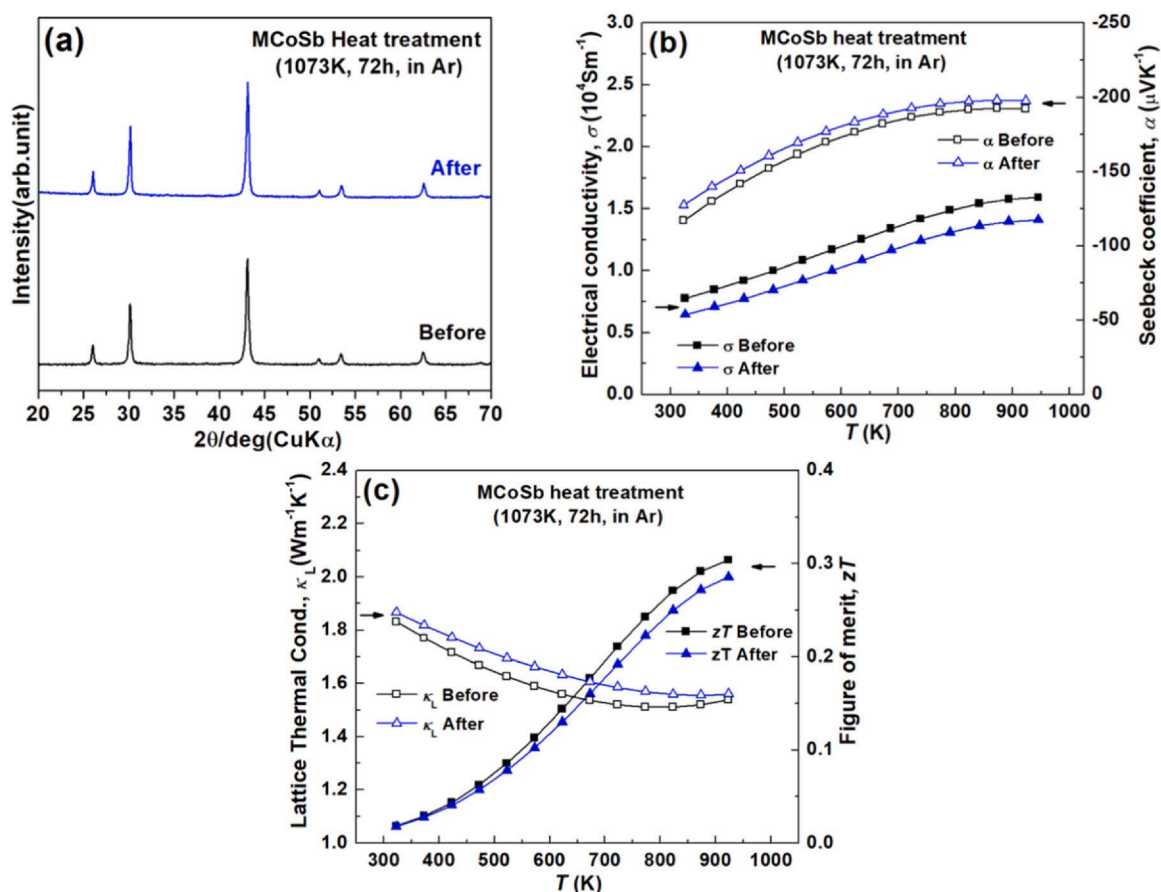 (a)
MCoSb Heat treatment
(1073K, 72h, in Ar)
After
Before
Intensity(arb.unit)
20 25 30 35 40 45 50 55 60 65 70
2θ/deg(CuKα)
(b)
MCoSb heat treatment
(1073K, 72h, in Ar)
α Before
α After
σ Before
σ After
Electrical conductivity, σ (10⁴Sm⁻¹)
3.0
2.5
2.0
1.5
1.0
0.5
0.0
Seebeck coefficient, α (μVK⁻¹)
-250
-200
-150
-100
-50
0
300 400 500 600 700 800 900 1000
T (K)
(c)
MCoSb heat treatment
(1073K, 72h, in Ar)
zT Before
zT After
κL Before
κL After
Lattice Thermal Cond., κL(Wm⁻¹K⁻¹)
2.4
2.2
2.0
1.8
1.6
1.4
1.2
1.0
Figure of merit, zT
0.4
0.3
0.2
0.1
0.0
300 400 500 600 700 800 900 1000
T (K)